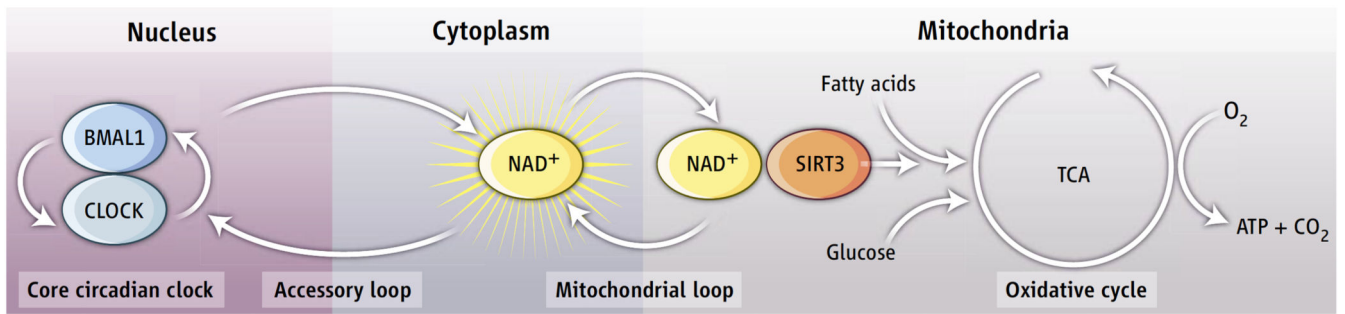 Nucleus
Cytoplasm
Mitochondria
BMAL1
CLOCK
NAD⁺
NAD⁺
SIRT3
Fatty acids
Glucose
TCA
O₂
ATP + CO₂
Core circadian clock
Accessory loop
Mitochondrial loop
Oxidative cycle